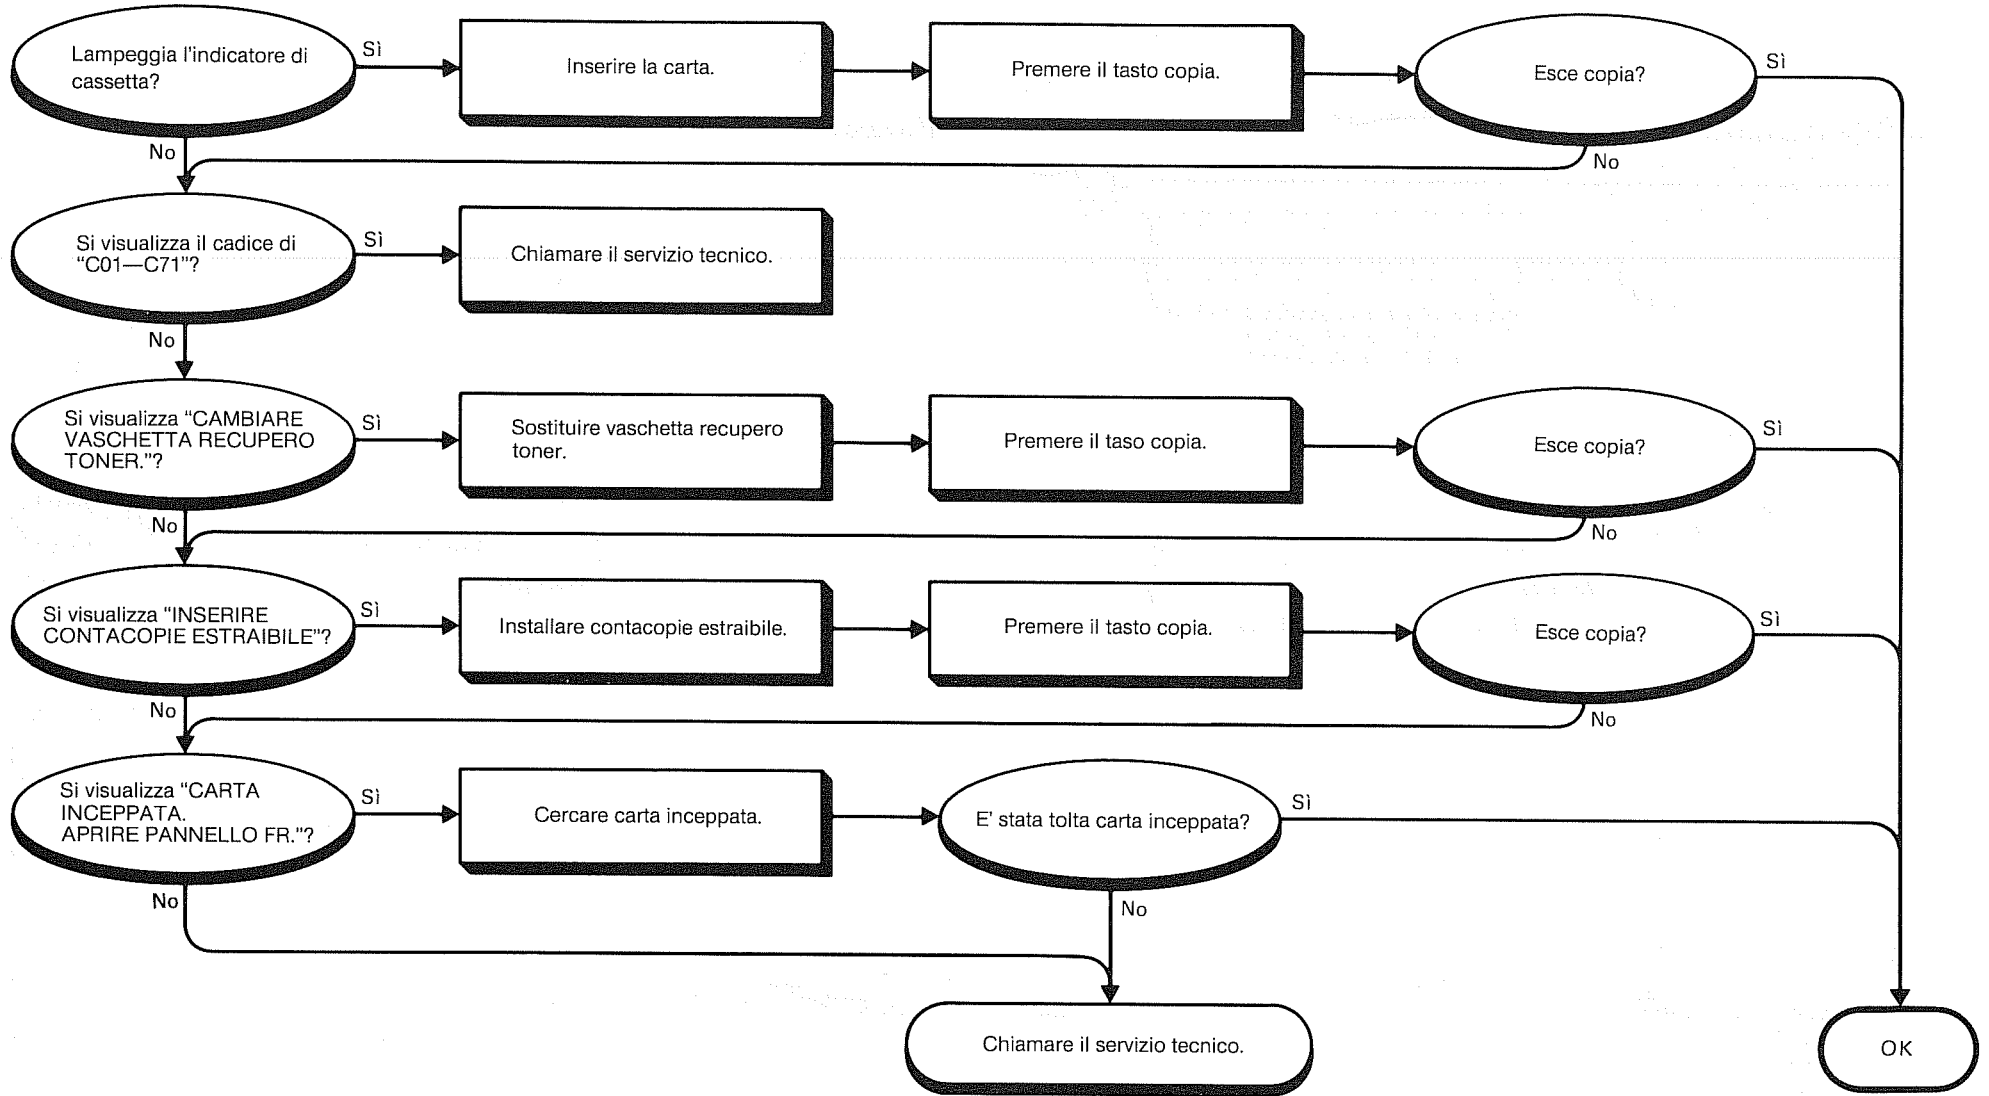 Lampeggia l'indicatore di
cassetta?
Sì
Inserire la carta.
Premere il tasto copia.
Esce copia?
Sì
No
No
Si visualizza il cadice di
“C01—C71”?
Sì
Chiamare il servizio tecnico.
No
Si visualizza “CAMBIARE
VASCHETTA RECUPERO
TONER.”?
Sì
Sostituire vaschetta recupero
toner.
Premere il taso copia.
Esce copia?
Sì
No
No
Si visualizza “INSERIRE
CONTACOPIE ESTRAIBILE”?
Sì
Installare contacopie estraibile.
Premere il tasto copia.
Esce copia?
Sì
No
No
Si visualizza “CARTA
INCEPPATA.
APRIRE PANNELLO FR.”?
Sì
Cercare carta inceppata.
E' stata tolta carta inceppata?
Sì
No
No
Chiamare il servizio tecnico.
OK